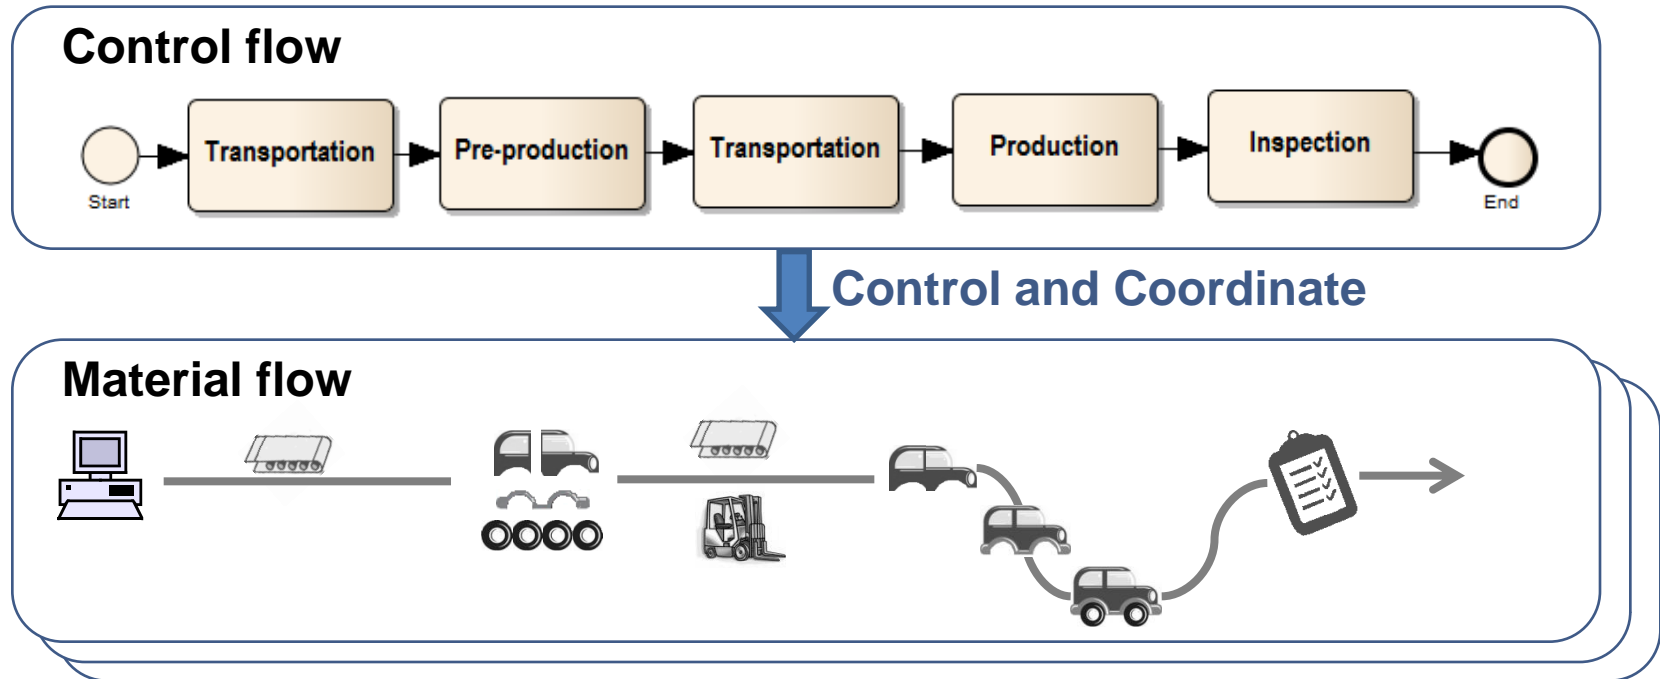 Control flow
Transportation
Pre-production
Transportation
Production
Inspection
Start
End
Control and Coordinate
Material flow